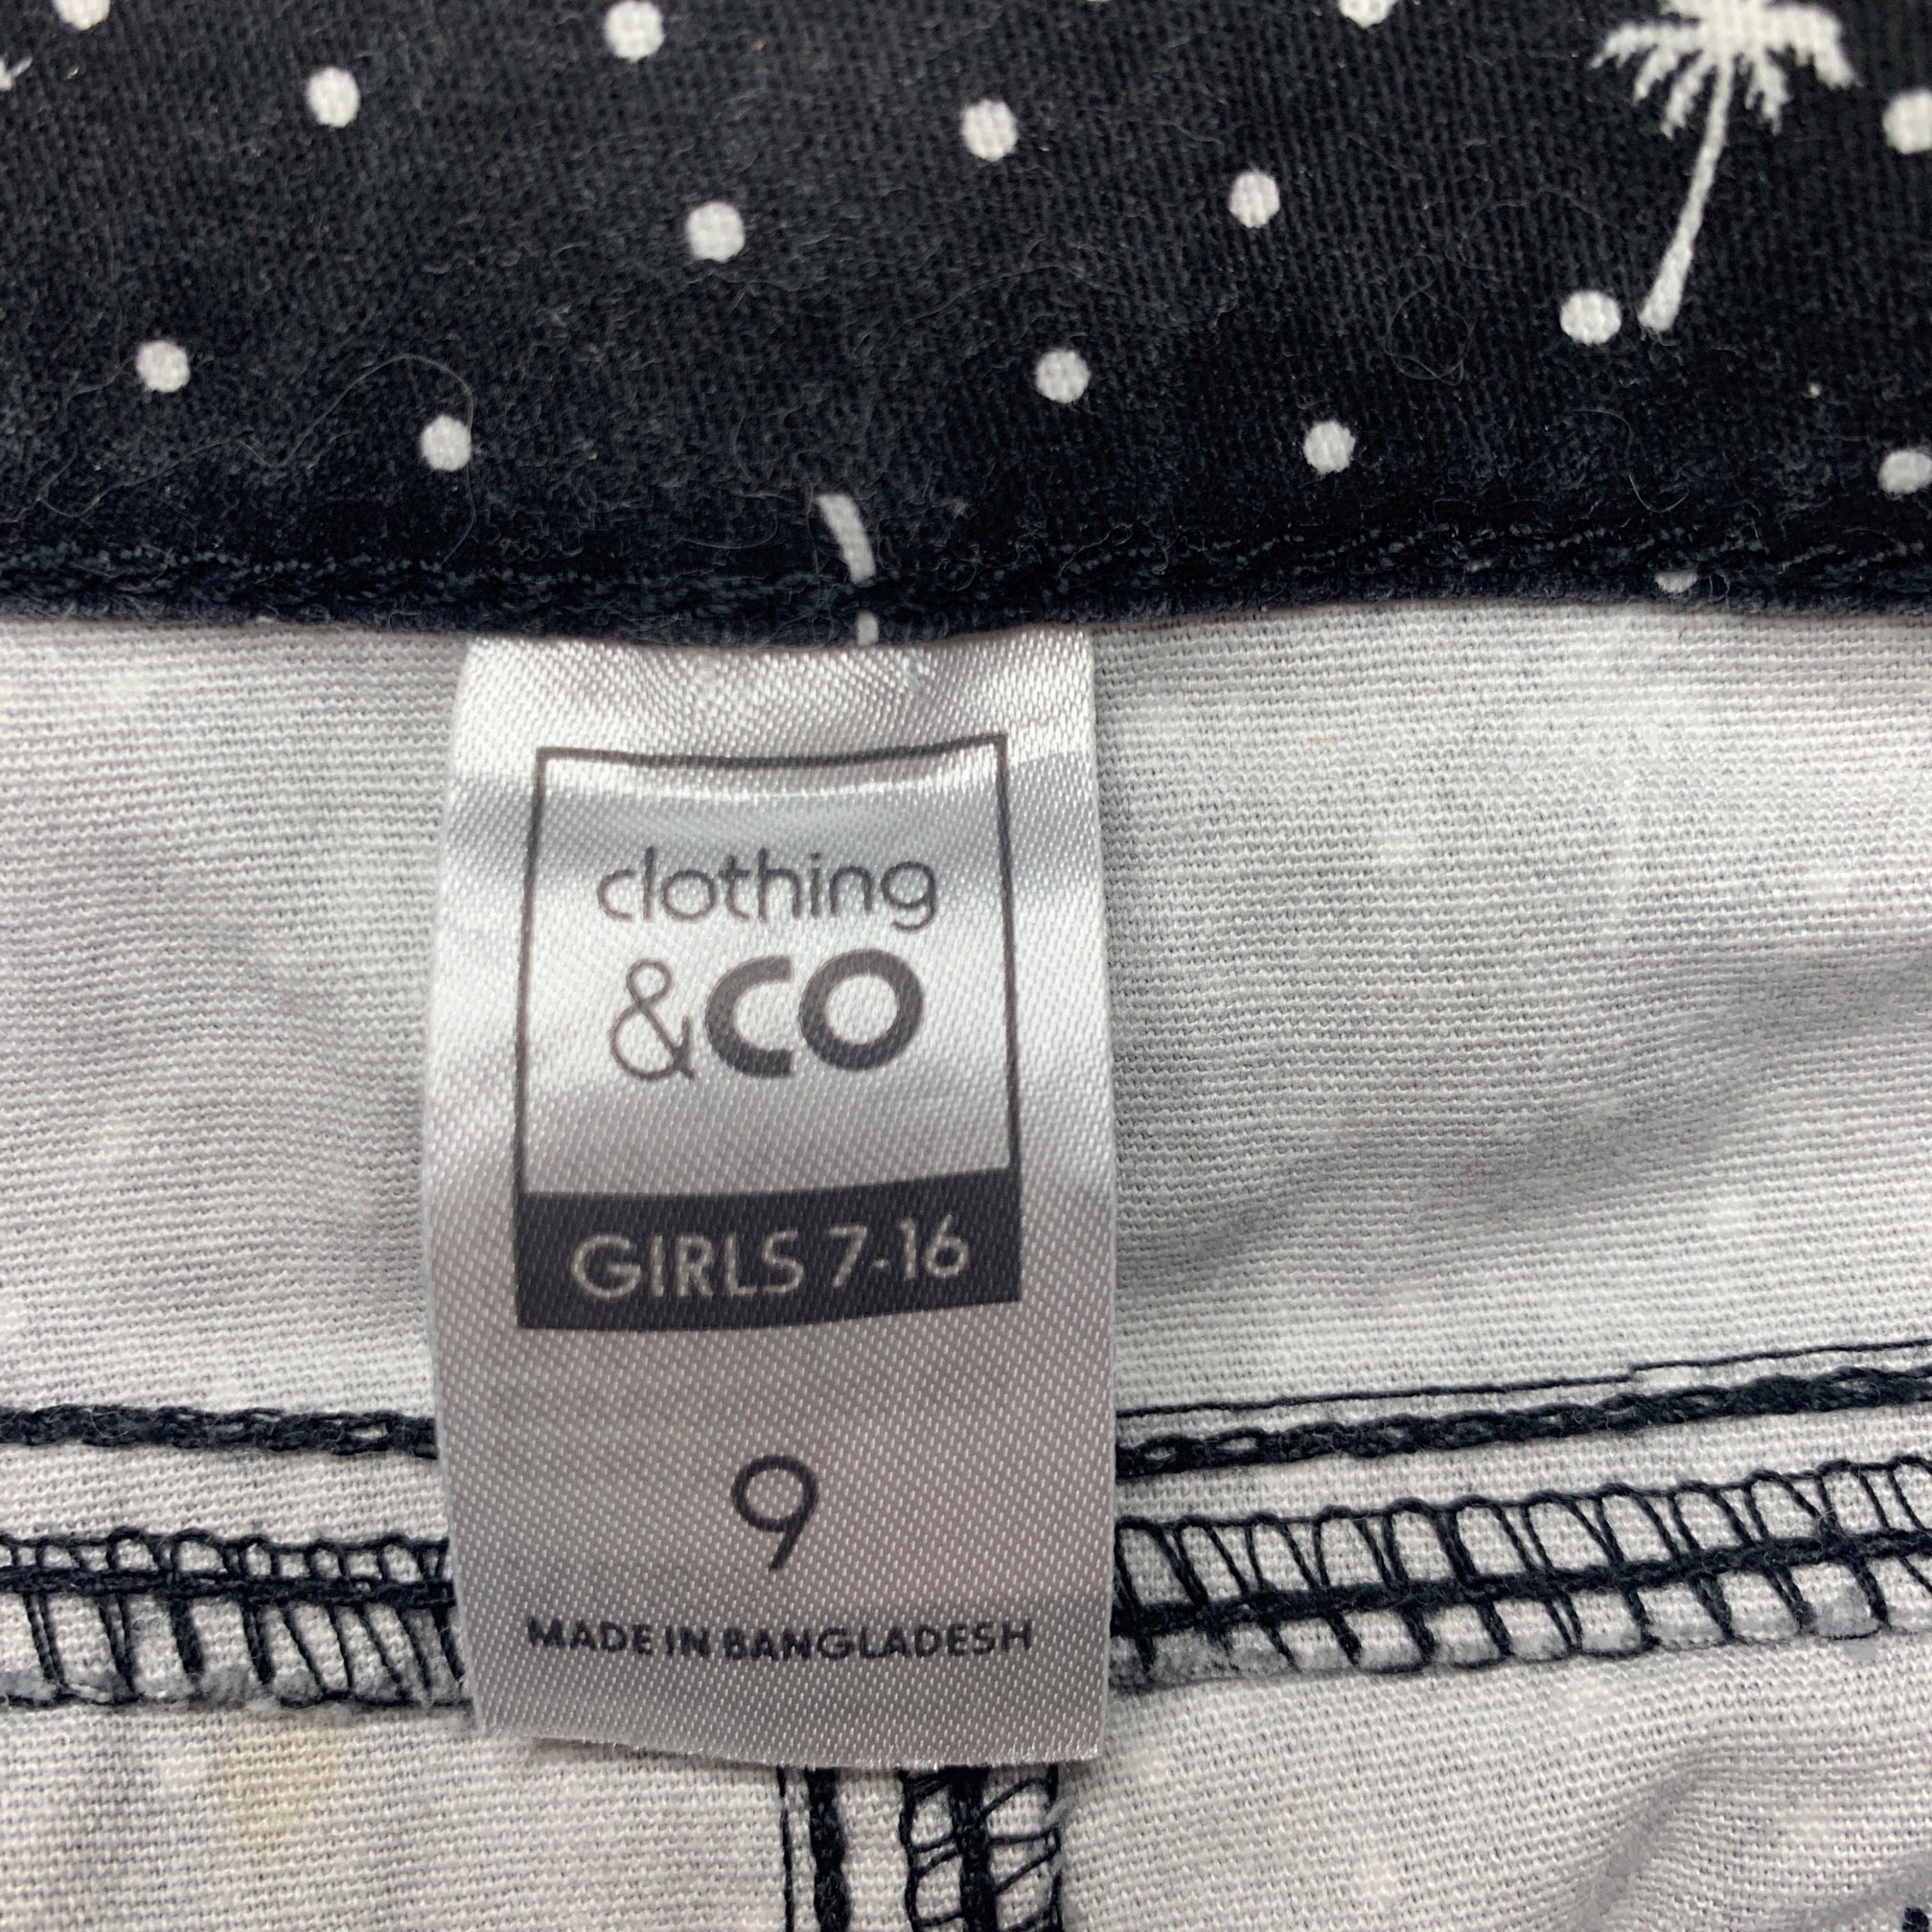 clothing
&CO
GIRLS 7-16
9
MADE IN BANGLADESH